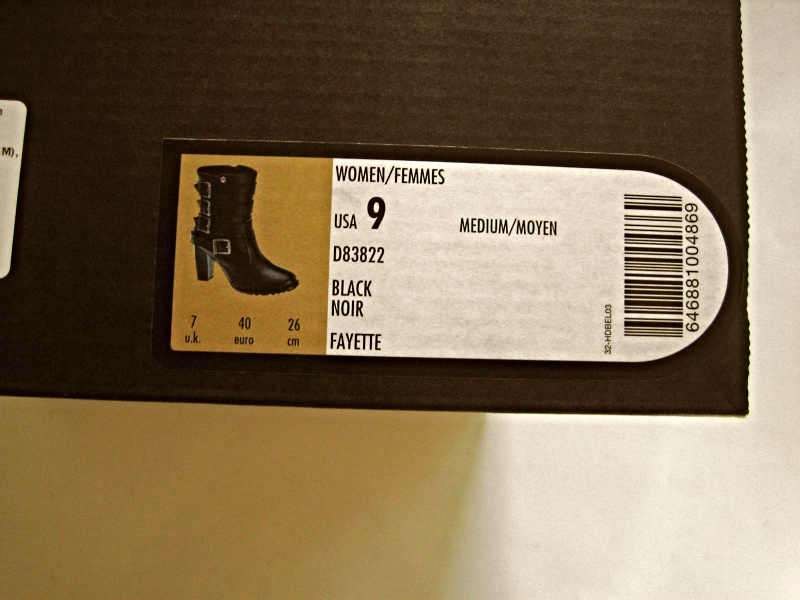 M),
WOMEN/FEMMES
USA 9
MEDIUM/MOYEN
D83822
BLACK
NOIR
FAYETTE
7 40 26
u.k. euro cm
32-HDBEL03
646881004869